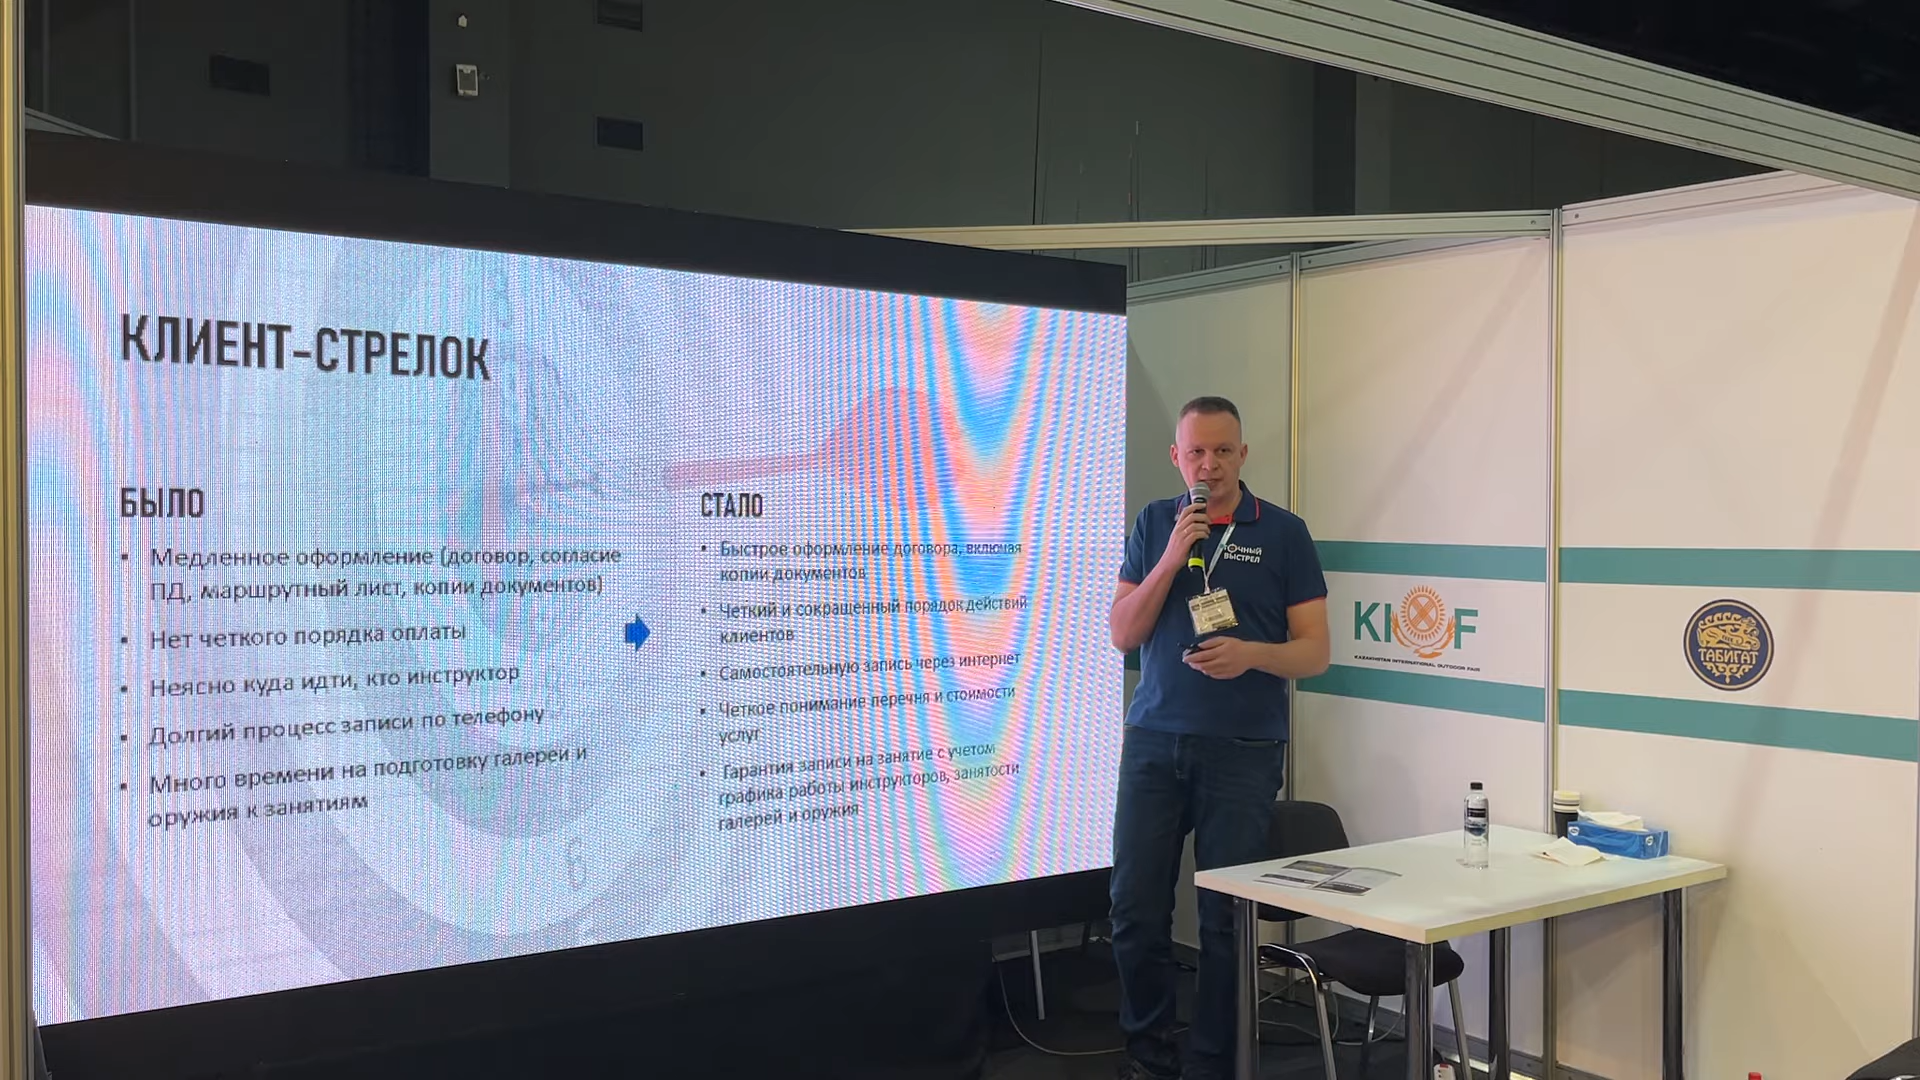 КЛИЕНТ-СТРЕЛОК
БЫЛО
• Медленное оформление (договор, согласие
ПД, маршрутный лист, копии документов)
• Нет четкого порядка оплаты
• Неясно куда идти, кто инструктор
• Долгий процесс записи по телефону
• Много времени на подготовку галереи и
оружия к занятиям
СТАЛО
• Быстрое оформление договора, включая
копии документов
• Четкий и сокращенный порядок действий
клиентов
• Самостоятельную запись через интернет
• Четкое понимание перечня и стоимости
услуг
• Гарантия записи на занятие с учетом
графика работы инструкторов, занятости
галерей и оружия
6
ТОЧНЫЙ
ВЫСТРЕЛ
KI F
KAZAKHSTAN INTERNATIONAL OUTDOOR FAIR
ТАБИГАТ